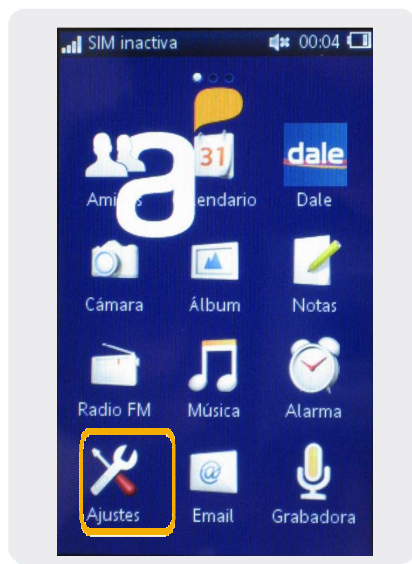 SIM inactiva 00:04
31
dale
Dale
Cámara Álbum Notas
Radio FM Música Alarma
@
Ajustes Email Grabadora